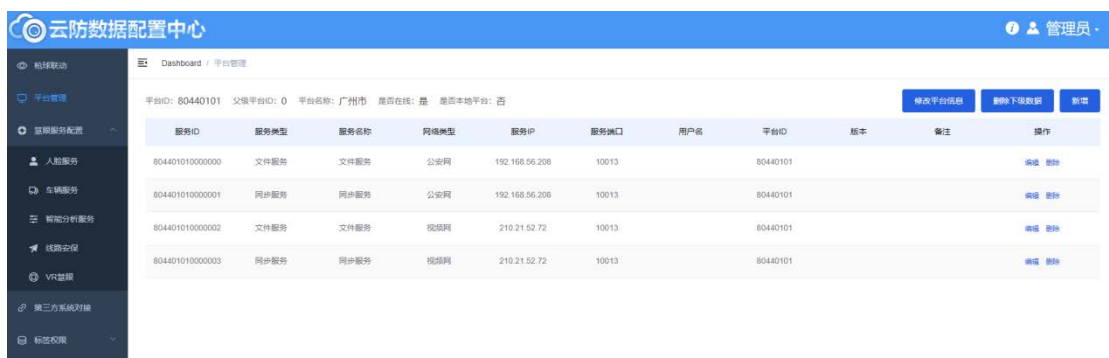 云防数据配置中心
管理员
枪球联动
Dashboard / 平台管理
平台管理
平台ID: 80440101 父级平台ID: 0 平台名称: 广州市 是否在线: 是 是否本地平台: 否
修改平台信息 删除下级数据 新增
慧眼服务配置
服务ID 服务类型 服务名称 网络类型 服务IP 服务端口 用户名 平台ID 版本 备注 操作
人脸服务
804401010000000 文件服务 文件服务 公安网 192.168.56.208 10013 80440101 编辑 删除
车辆服务
804401010000001 同步服务 同步服务 公安网 192.168.56.208 10013 80440101 编辑 删除
智能分析服务
804401010000002 文件服务 文件服务 视频网 210.21.52.72 10013 80440101 编辑 删除
线路安保
804401010000003 同步服务 同步服务 视频网 210.21.52.72 10013 80440101 编辑 删除
VR慧眼
第三方系统对接
标签权限